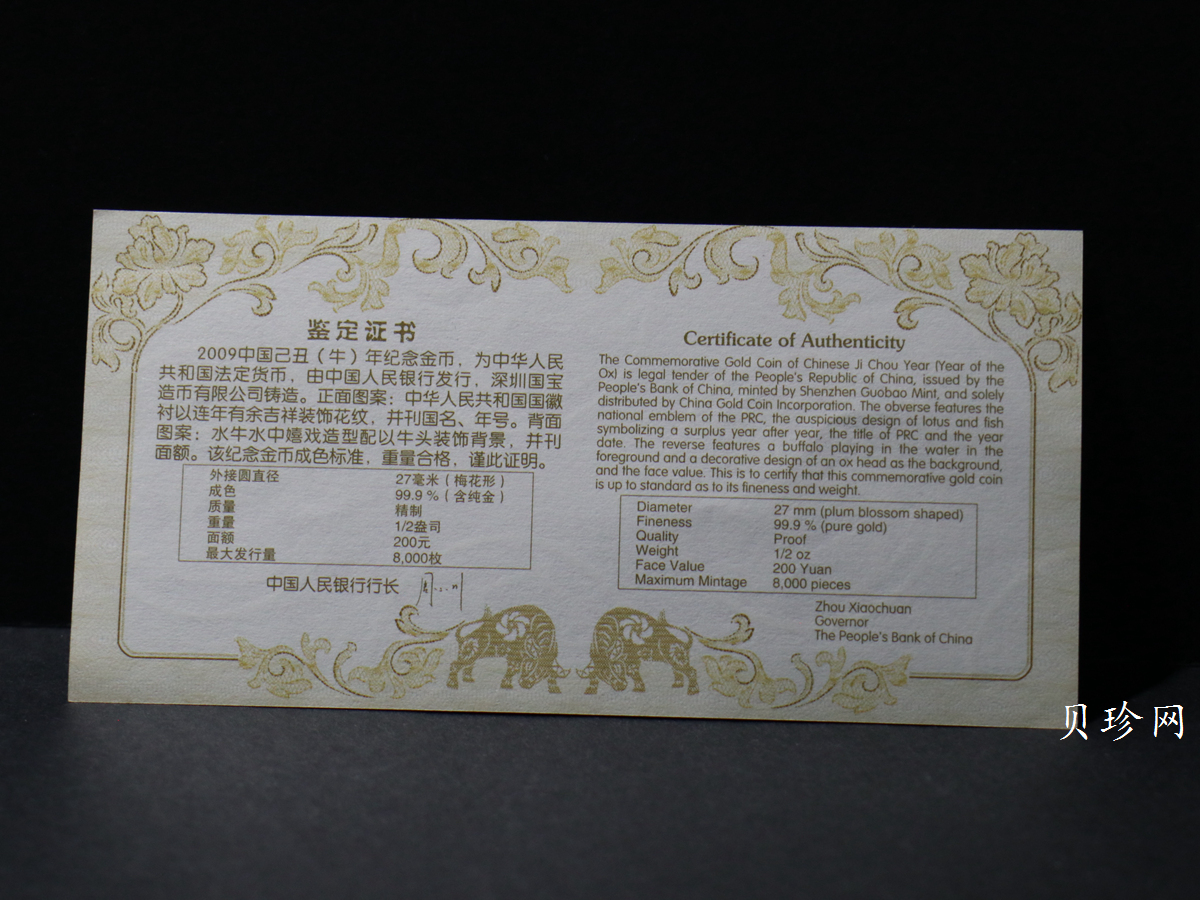 鉴定证书
2009中国己丑（牛）年纪念金币，为中华人民
共和国法定货币，由中国人民银行发行，深圳国宝
造币有限公司铸造。正面图案：中华人民共和国国徽
衬以连年有余吉祥装饰花纹，并刊国名、年号。背面
图案：水牛水中嬉戏造型配以牛头装饰背景，并刊
面额。该纪念金币成色标准，重量合格，谨此证明。
外接圆直径 27毫米（梅花形）
成色 99.9％（含纯金）
质量 精制
重量 1/2盎司
面额 200元
最大发行量 8,000枚
中国人民银行行长
Certificate of Authenticity
The Commemorative Gold Coin of Chinese Ji Chou Year (Year of the
Ox) is legal tender of the People's Republic of China, issued by the
People's Bank of China, minted by Shenzhen Guobao Mint, and solely
distributed by China Gold Coin Incorporation. The obverse features the
national emblem of the PRC, the auspicious design of lotus and fish
symbolizing a surplus year after year, the title of PRC and the year
date. The reverse features a buffalo playing in the water in the
foreground and a decorative design of an ox head as the background,
and the face value. This is to certify that this commemorative gold coin
is up to standard as to its fineness and weight.
Diameter 27 mm (plum blossom shaped)
Fineness 99.9 % (pure gold)
Quality Proof
Weight 1/2 oz
Face Value 200 Yuan
Maximum Mintage 8,000 pieces
Zhou Xiaochuan
Governor
The People's Bank of China
贝珍网